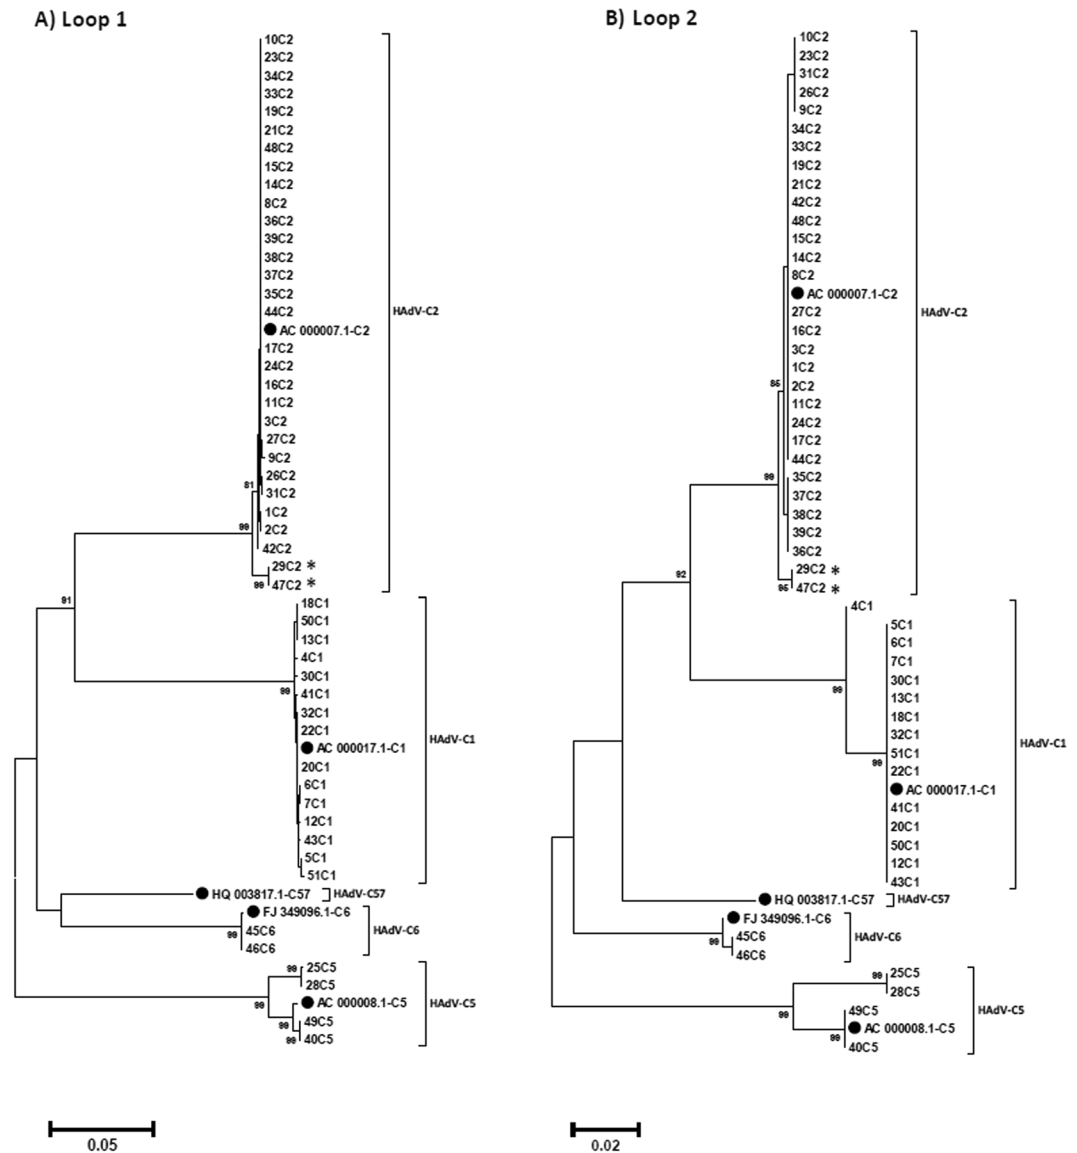 A) Loop 1
10C2
23C2
34C2
33C2
19C2
21C2
48C2
15C2
14C2
8C2
36C2
39C2
38C2
37C2
35C2
44C2
AC 000007.1-C2
17C2
24C2
16C2
11C2
3C2
27C2
9C2
26C2
31C2
1C2
2C2
42C2
29C2 *
47C2 *
81
99
99
HAdV-C2
91
18C1
50C1
13C1
4C1
30C1
41C1
32C1
22C1
AC 000017.1-C1
20C1
6C1
7C1
12C1
43C1
5C1
51C1
99
HAdV-C1
HQ 003817.1-C57
HAdV-C57
FJ 349096.1-C6
45C6
46C6
99
HAdV-C6
25C5
28C5
AC 000008.1-C5
49C5
40C5
99
99
99
99
HAdV-C5
0.05
B) Loop 2
10C2
23C2
31C2
26C2
9C2
34C2
33C2
19C2
21C2
42C2
48C2
15C2
14C2
8C2
AC 000007.1-C2
27C2
16C2
3C2
1C2
2C2
11C2
24C2
17C2
44C2
35C2
37C2
38C2
39C2
36C2
29C2 *
47C2 *
99
HAdV-C2
92
4C1
5C1
6C1
7C1
30C1
13C1
18C1
32C1
51C1
22C1
AC 000017.1-C1
41C1
20C1
50C1
12C1
43C1
99
99
HAdV-C1
HQ 003817.1-C57
HAdV-C57
FJ 349096.1-C6
45C6
46C6
99
HAdV-C6
25C5
28C5
49C5
AC 000008.1-C5
40C5
99
99
99
HAdV-C5
0.02